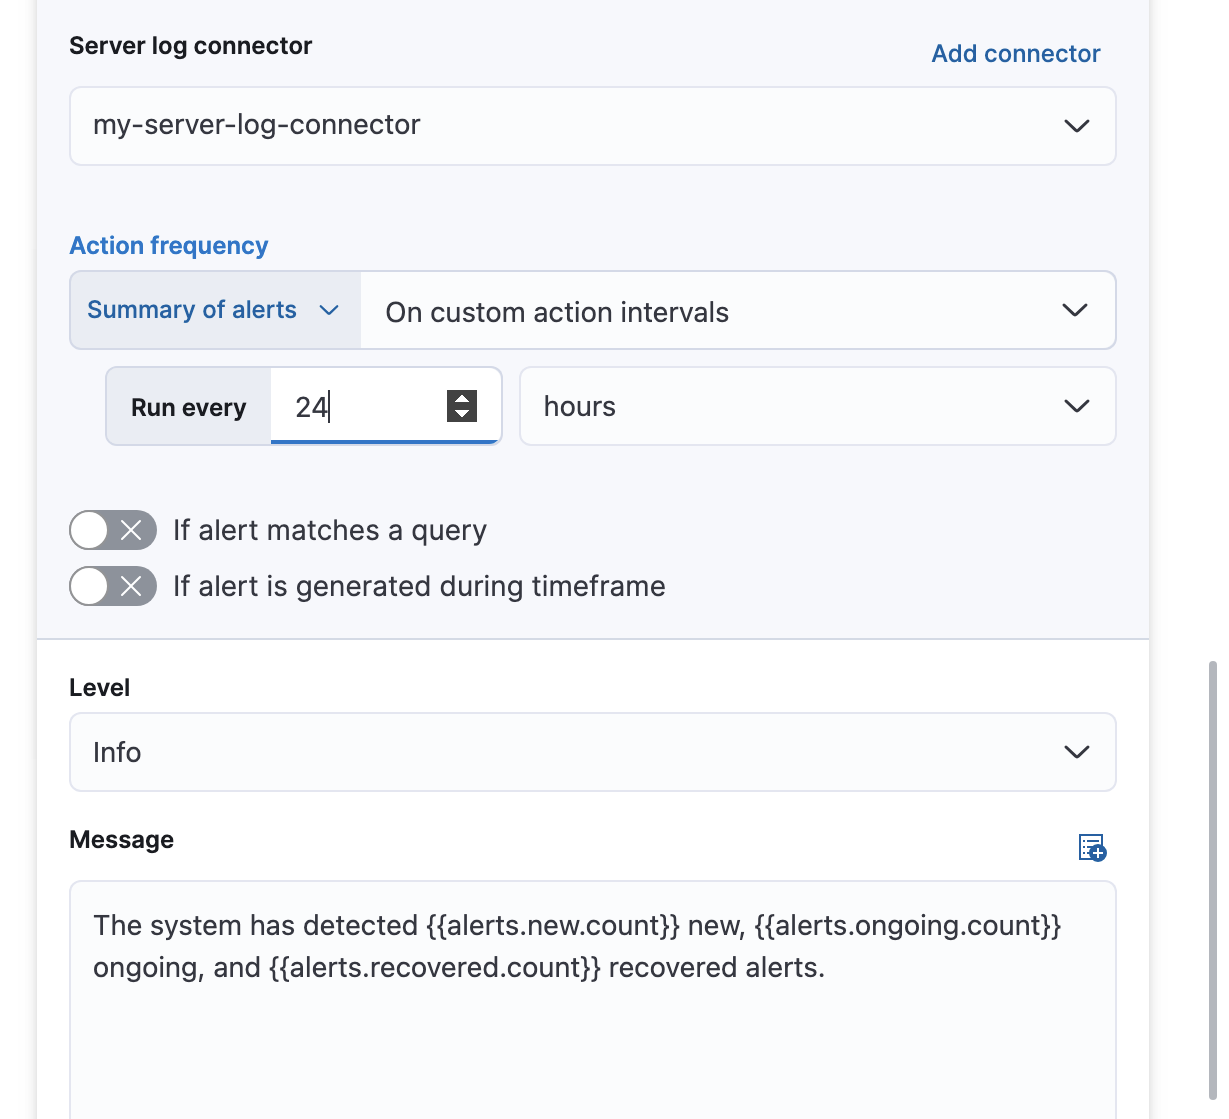 Server log connector
Add connector
my-server-log-connector
Action frequency
Summary of alerts
On custom action intervals
Run every
24
hours
If alert matches a query
If alert is generated during timeframe
Level
Info
Message
The system has detected {{alerts.new.count}} new, {{alerts.ongoing.count}}
ongoing, and {{alerts.recovered.count}} recovered alerts.